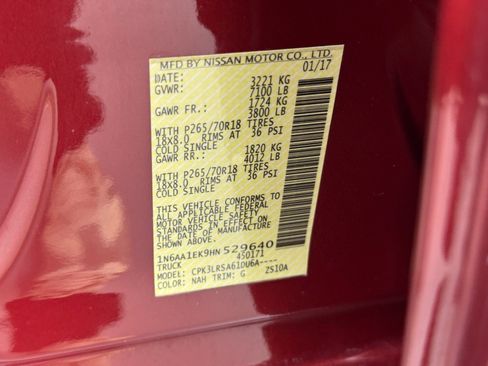 MFD BY NISSAN MOTOR CO., LTD.
DATE: 01/17
GVWR: 3221 KG
7100 LB
GAWR FR.: 1724 KG
3800 LB
WITH P265/70R18 TIRES
18x8.0 RIMS AT 36 PSI
COLD SINGLE
GAWR RR.: 1820 KG
4012 LB
WITH P265/70R18 TIRES
18x8.0 RIMS AT 36 PSI
COLD SINGLE
THIS VEHICLE CONFORMS TO
ALL APPLICABLE FEDERAL
MOTOR VEHICLE SAFETY
STANDARDS IN EFFECT ON
THE DATE OF MANUFACTURE
SHOWN ABOVE.
1N6AA1EK9HN 529640
TRUCK 450171
MODEL: CPK3LRSA61DU6A----
COLOR: NAH TRIM: G ZS10A